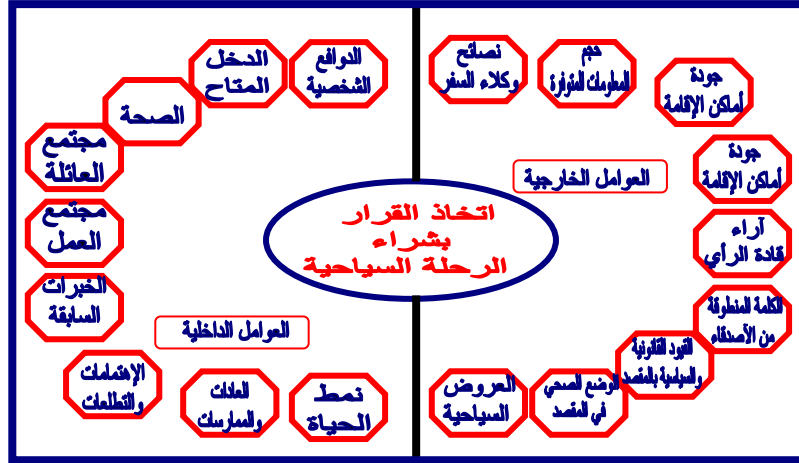 نصائح
وكلاء السفر
حجم
المعلومات المتوافرة
جودة
أماكن الإقامة
جودة
أماكن الإقامة
العوامل الخارجية
آراء
قادة الرأي
الكلمة المنطوقة
من الأصدقاء
القيود القانونية
والسياسية بالمقصد
الوضع الصحي
في المقصد
العروض
السياحية
اتخاذ القرار
بشراء
الرحلة السياحية
الدوافع
الشخصية
الدخل
المتاح
الصحة
مجتمع
العائلة
مجتمع
العمل
الخبرات
السابقة
العوامل الداخلية
الإهتمامات
والتطلعات
العادات
والممارسات
نمط
الحياة